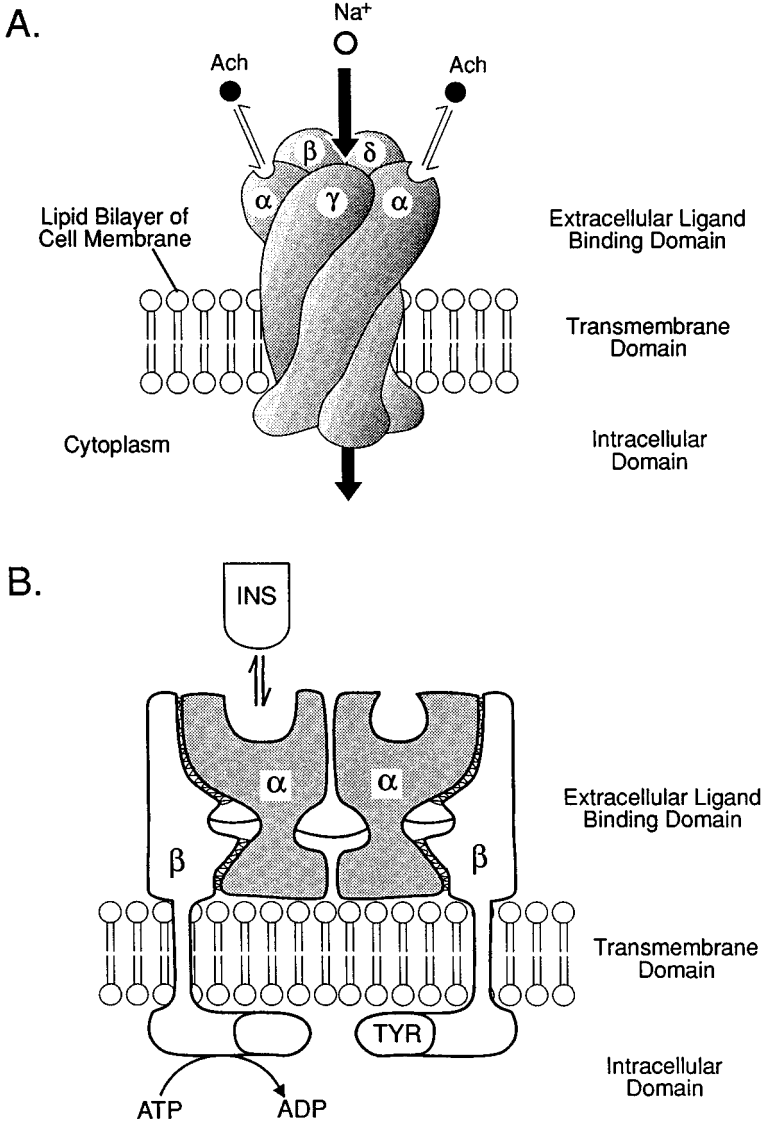 A.
Na+
Ach
Ach
β
δ
α
γ
α
Lipid Bilayer of
Cell Membrane
Extracellular Ligand
Binding Domain
Transmembrane
Domain
Cytoplasm
Intracellular
Domain
B.
INS
α
α
Extracellular Ligand
Binding Domain
β
β
Transmembrane
Domain
TYR
Intracellular
Domain
ATP
ADP